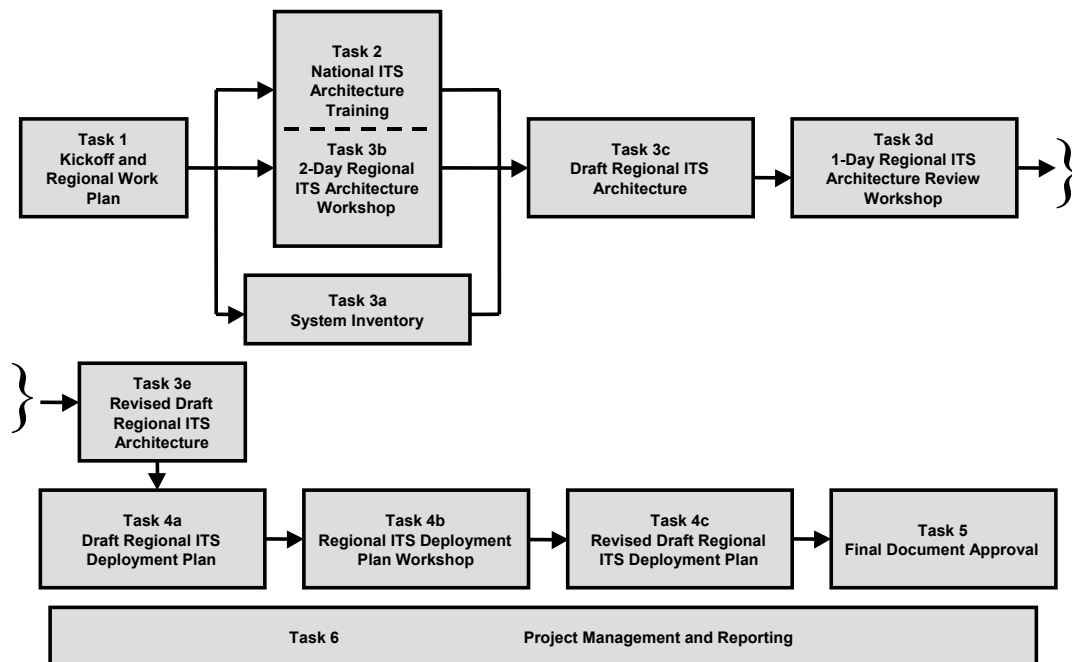 Task 1
Kickoff and
Regional Work
Plan
Task 2
National ITS
Architecture
Training
Task 3b
2-Day Regional
ITS Architecture
Workshop
Task 3a
System Inventory
Task 3c
Draft Regional ITS
Architecture
Task 3d
1-Day Regional ITS
Architecture Review
Workshop
}
}
Task 3e
Revised Draft
Regional ITS
Architecture
Task 4a
Draft Regional ITS
Deployment Plan
Task 4b
Regional ITS Deployment
Plan Workshop
Task 4c
Revised Draft Regional
ITS Deployment Plan
Task 5
Final Document Approval
Task 6 Project Management and Reporting